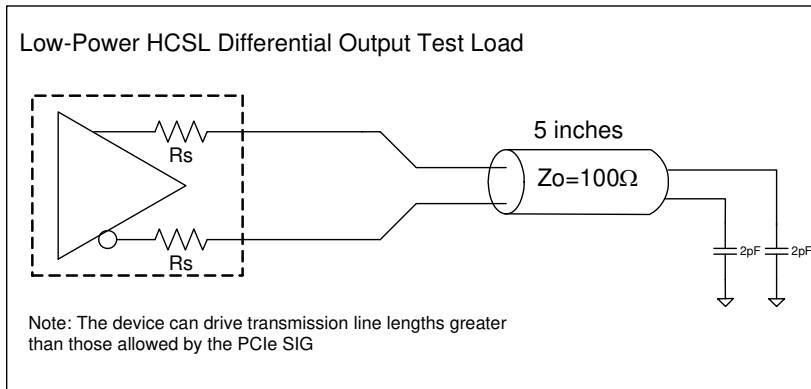 Low-Power HCSL Differential Output Test Load
Rs
Rs
5 inches
Zo=100Ω
2pF
2pF
Note: The device can drive transmission line lengths greater
than those allowed by the PCIe SIG